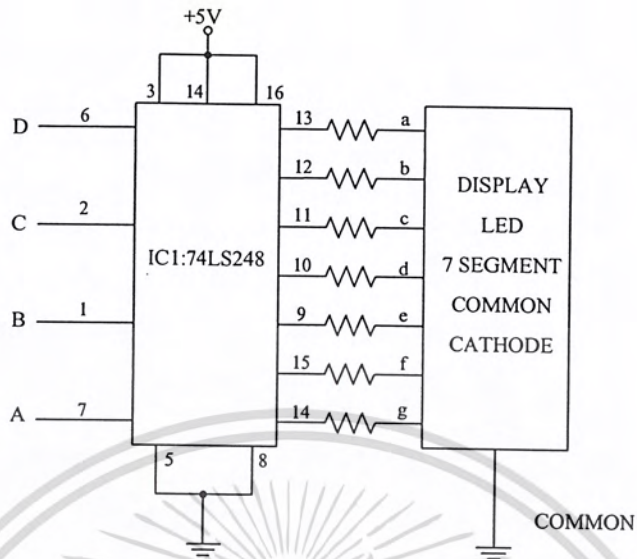 +5V
3 14 16
D 6 13 a
12 b
C 2 11 c
10 d
B 1 9 e
15 f
A 7 14 g
IC1:74LS248
DISPLAY
LED
7 SEGMENT
COMMON
CATHODE
5 8
COMMON